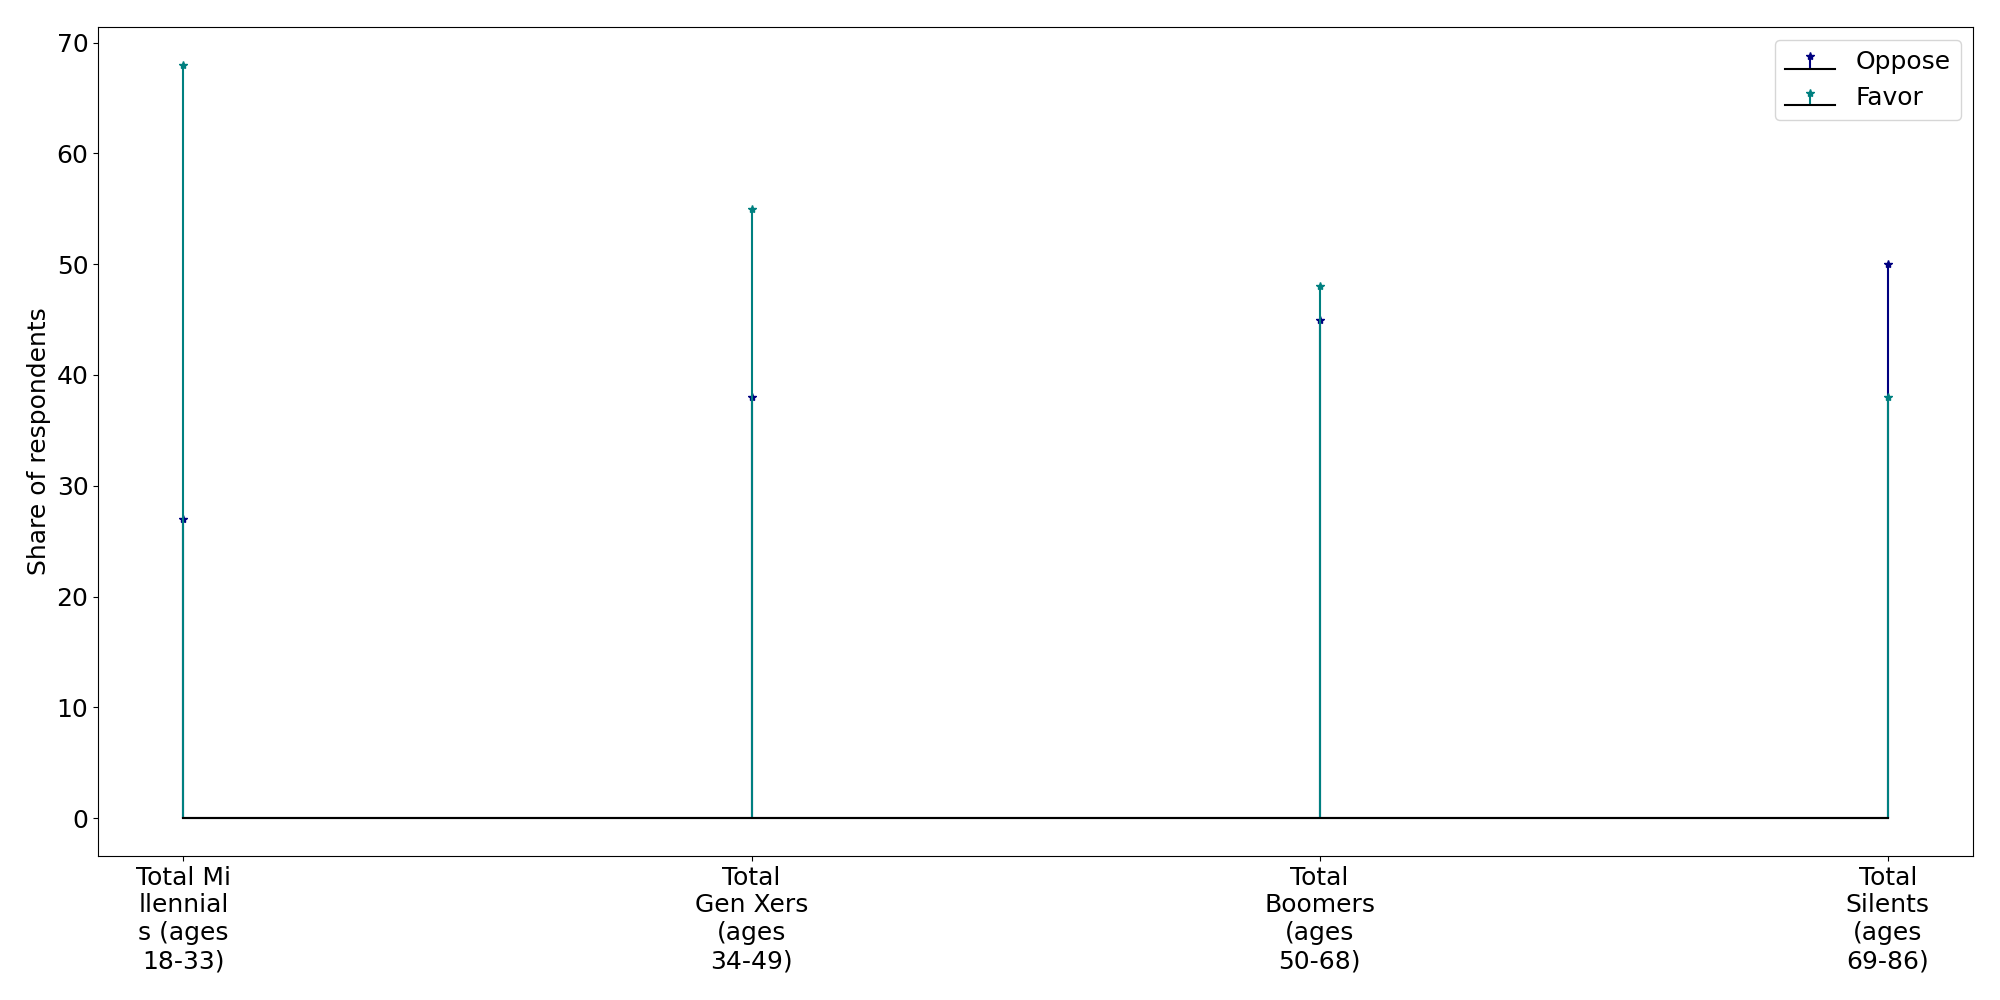 70
60
50
40
30
20
10
0
Share of respondents
Oppose
Favor
Total Mi
llennial
s (ages
18-33)
Total
Gen Xers
(ages
34-49)
Total
Boomers
(ages
50-68)
Total
Silents
(ages
69-86)